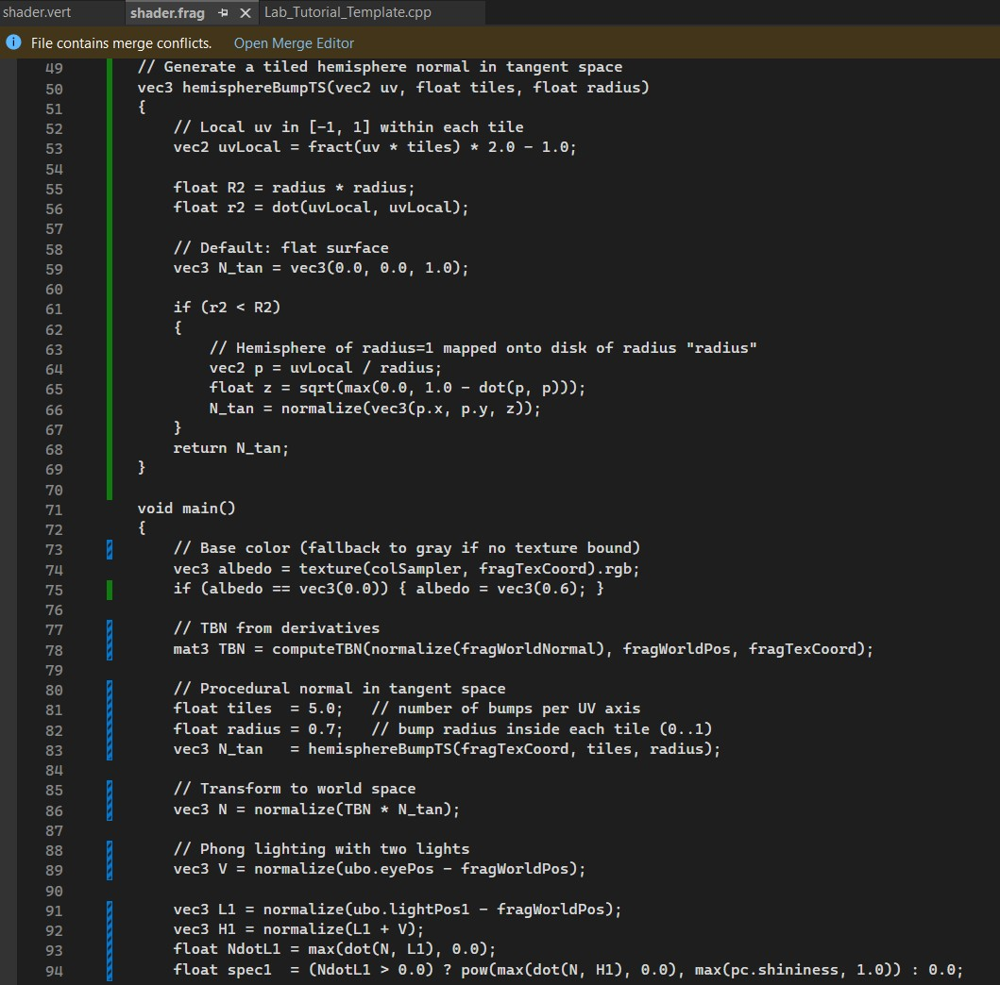 shader.vert
shader.frag
Lab_Tutorial_Template.cpp
File contains merge conflicts. Open Merge Editor
49 // Generate a tiled hemisphere normal in tangent space
50 vec3 hemisphereBumpTS(vec2 uv, float tiles, float radius)
51 {
52 // Local uv in [-1, 1] within each tile
53 vec2 uvLocal = fract(uv * tiles) * 2.0 - 1.0;
54
55 float R2 = radius * radius;
56 float r2 = dot(uvLocal, uvLocal);
57
58 // Default: flat surface
59 vec3 N_tan = vec3(0.0, 0.0, 1.0);
60
61 if (r2 < R2)
62 {
63 // Hemisphere of radius=1 mapped onto disk of radius "radius"
64 vec2 p = uvLocal / radius;
65 float z = sqrt(max(0.0, 1.0 - dot(p, p)));
66 N_tan = normalize(vec3(p.x, p.y, z));
67 }
68 return N_tan;
69 }
70
71 void main()
72 {
73 // Base color (fallback to gray if no texture bound)
74 vec3 albedo = texture(colSampler, fragTexCoord).rgb;
75 if (albedo == vec3(0.0)) { albedo = vec3(0.6); }
76
77 // TBN from derivatives
78 mat3 TBN = computeTBN(normalize(fragWorldNormal), fragWorldPos, fragTexCoord);
79
80 // Procedural normal in tangent space
81 float tiles = 5.0; // number of bumps per UV axis
82 float radius = 0.7; // bump radius inside each tile (0..1)
83 vec3 N_tan = hemisphereBumpTS(fragTexCoord, tiles, radius);
84
85 // Transform to world space
86 vec3 N = normalize(TBN * N_tan);
87
88 // Phong lighting with two lights
89 vec3 V = normalize(ubo.eyePos - fragWorldPos);
90
91 vec3 L1 = normalize(ubo.lightPos1 - fragWorldPos);
92 vec3 H1 = normalize(L1 + V);
93 float NdotL1 = max(dot(N, L1), 0.0);
94 float spec1 = (NdotL1 > 0.0) ? pow(max(dot(N, H1), 0.0), max(pc.shininess, 1.0)) : 0.0;